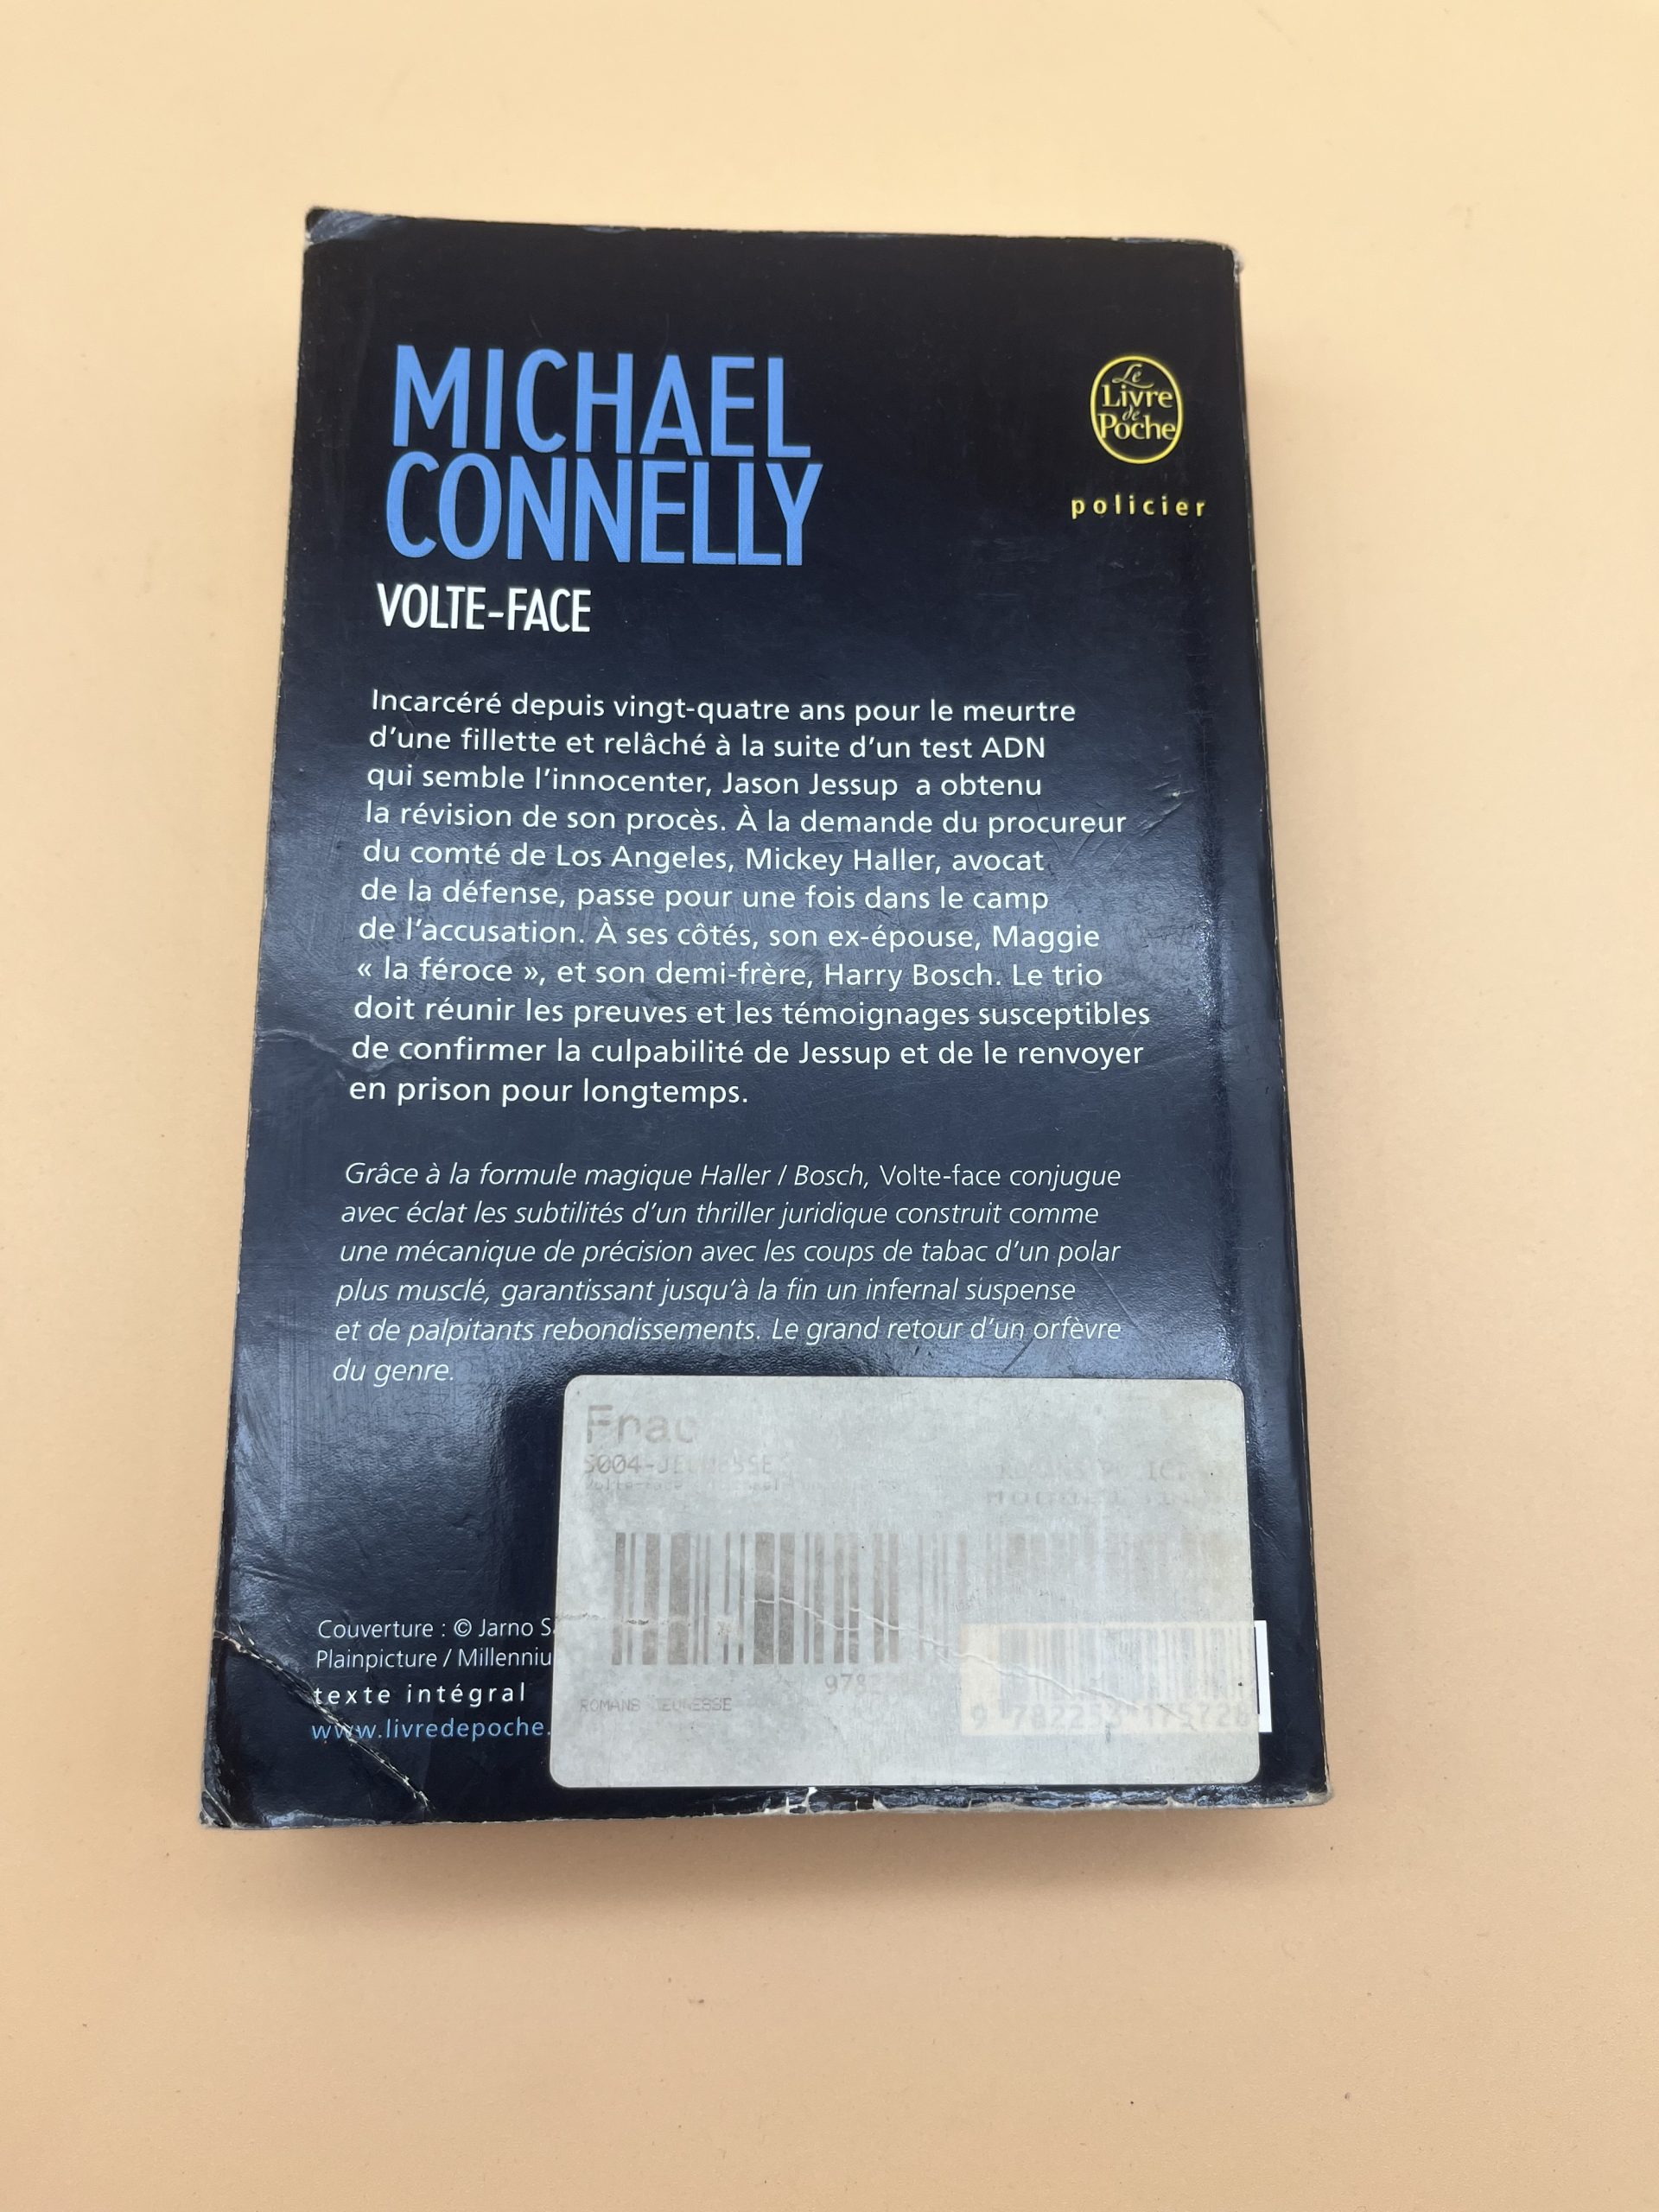 MICHAEL
CONNELLY
VOLTE-FACE
Le
Livre
de
Poche
policier
Incarcéré depuis vingt-quatre ans pour le meurtre
d'une fillette et relâché à la suite d'un test ADN
qui semble l'innocenter, Jason Jessup a obtenu
la révision de son procès. À la demande du procureur
du comté de Los Angeles, Mickey Haller, avocat
de la défense, passe pour une fois dans le camp
de l'accusation. À ses côtés, son ex-épouse, Maggie
« la féroce », et son demi-frère, Harry Bosch. Le trio
doit réunir les preuves et les témoignages susceptibles
de confirmer la culpabilité de Jessup et de le renvoyer
en prison pour longtemps.
Grâce à la formule magique Haller / Bosch, Volte-face conjugue
avec éclat les subtilités d'un thriller juridique construit comme
une mécanique de précision avec les coups de tabac d'un polar
plus musclé, garantissant jusqu'à la fin un infernal suspense
et de palpitants rebondissements. Le grand retour d'un orfèvre
du genre.
Fnac
5004-JEUNESSE
978
ROMANS JEUNESSE
Couverture : © Jarno
Plainpicture /
texte intégral
www.livredepoche.